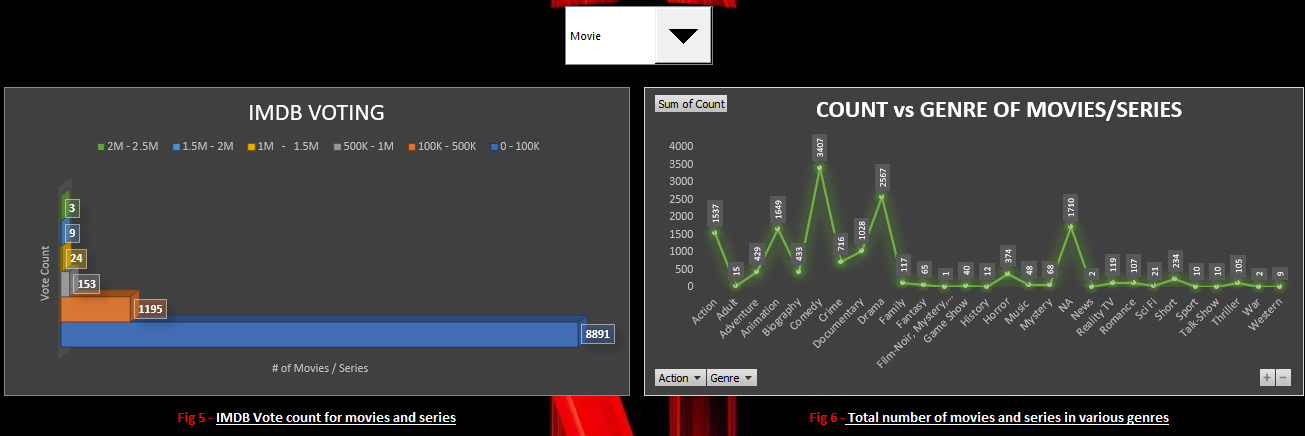 Movie
IMDB VOTING
2M - 2.5M 1.5M - 2M 1M - 1.5M 500K - 1M 100K - 500K 0 - 100K
Vote Count
3
9
24
153
1195
8891
# of Movies / Series
Fig 5 - IMDB Vote count for movies and series
Sum of Count
COUNT vs GENRE OF MOVIES/SERIES
4000
3500
3000
2500
2000
1500
1000
500
0
1537 15 429 1649 433 3407 716 1028 2567 117 65 1 40 12 374 48 68 1710 2 119 107 21 234 10 10 105 2 9
Action
Adult
Adventure
Animation
Biography
Comedy
Crime
Documentary
Drama
Family
Fantasy
Film-Noir, Mystery,...
Game Show
History
Horror
Music
Mystery
NA
News
Reality TV
Romance
Sci Fi
Short
Sport
Talk-Show
Thriller
War
Western
Action Genre
+ −
Fig 6 - Total number of movies and series in various genres